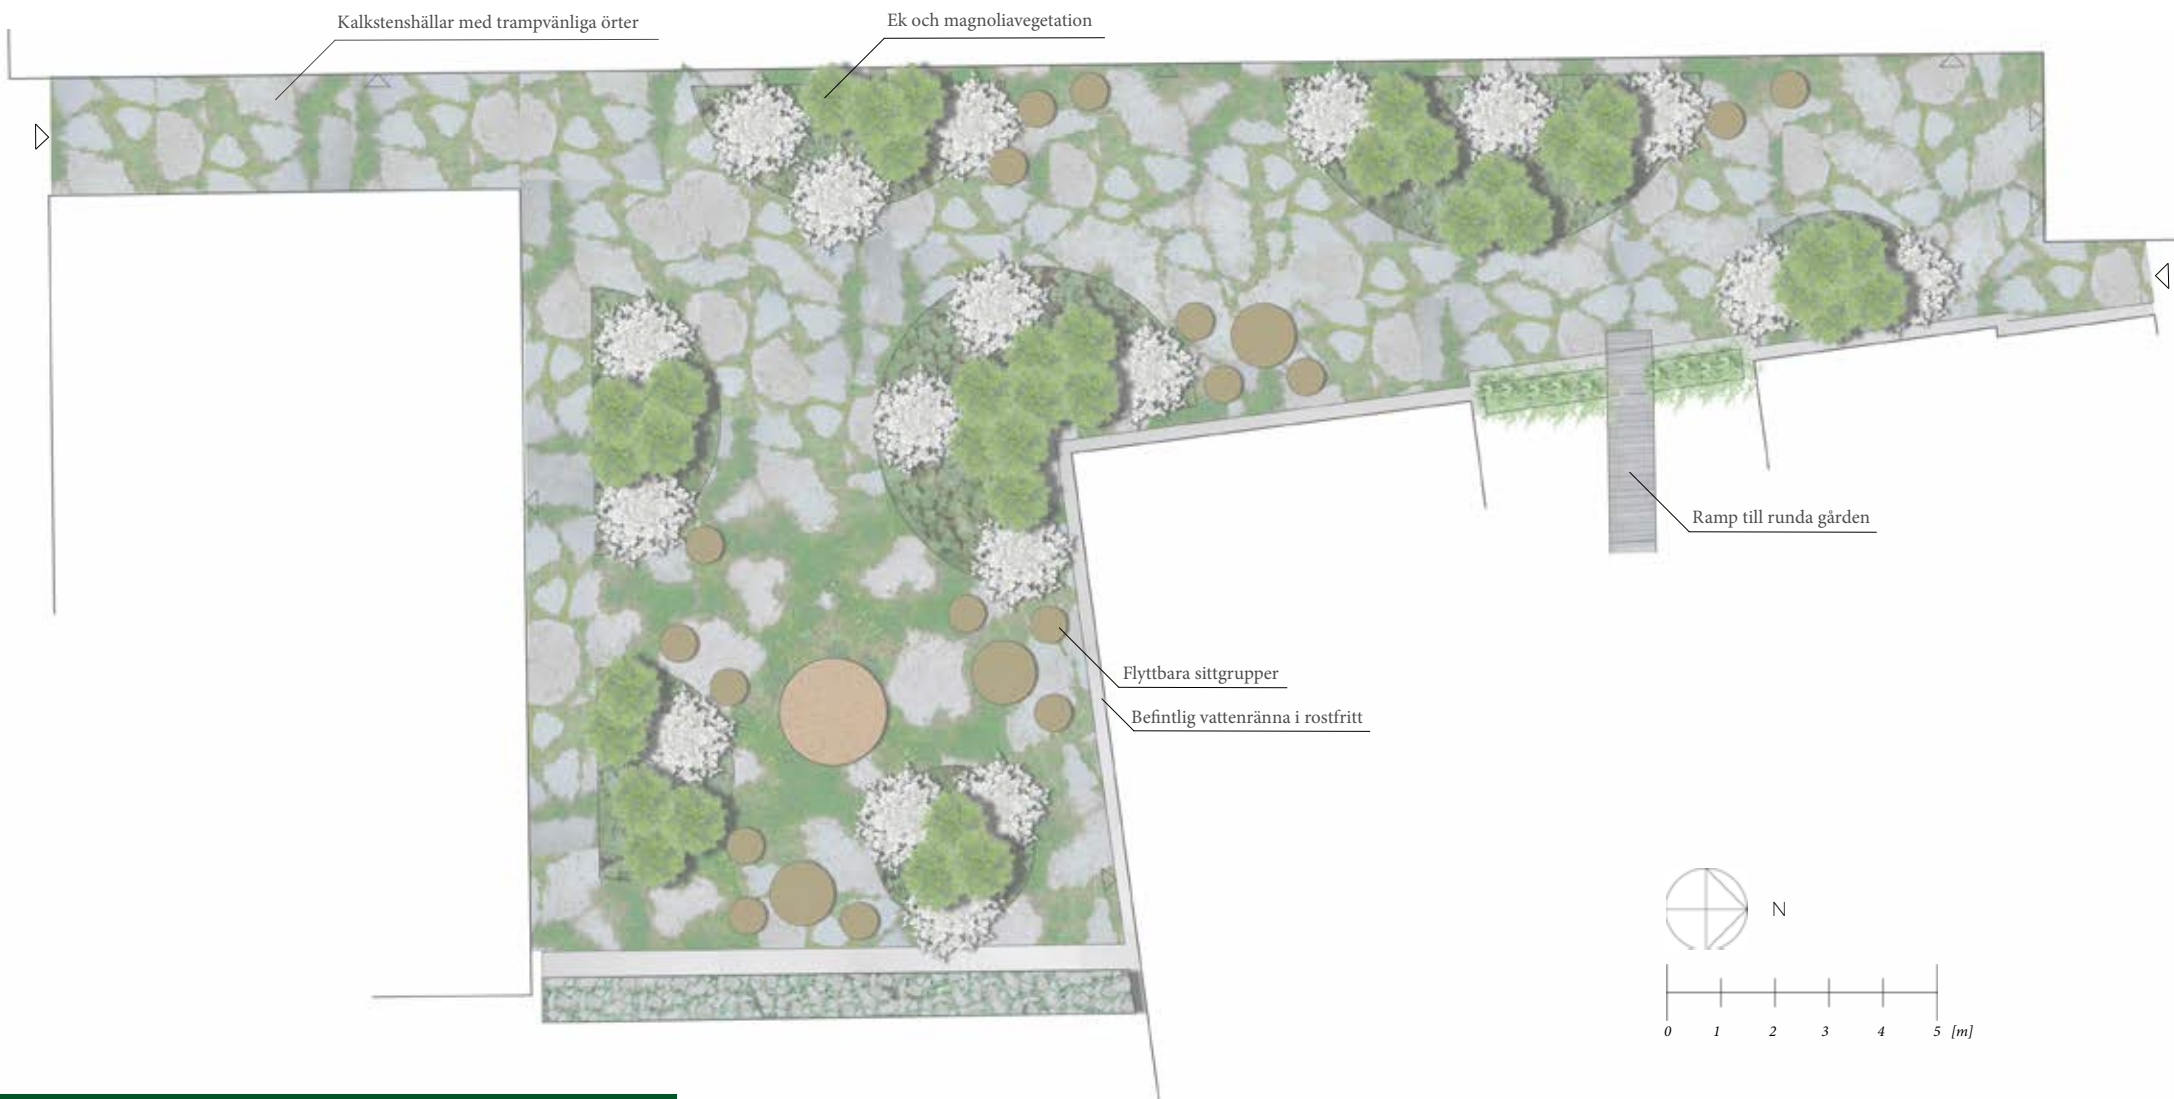 Kalkstenshällar med trampvänliga örter
Ek och magnoliavegetation
Ramp till runda gården
Flyttbara sittgrupper
Befintlig vattenränna i rostfritt
N
0 1 2 3 4 5 [m]